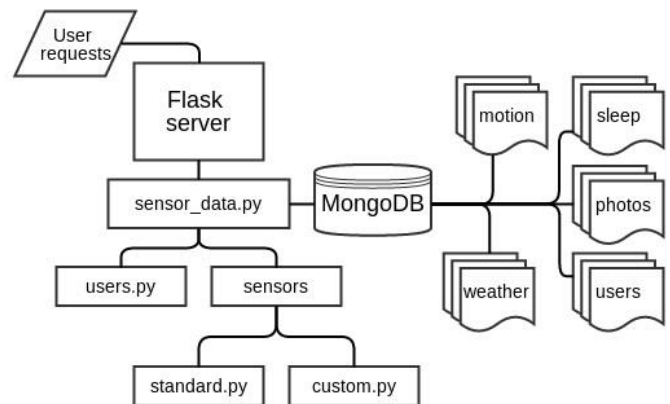 User
requests
Flask
server
sensor_data.py
MongoDB
motion
sleep
photos
weather
users
users.py
sensors
standard.py
custom.py